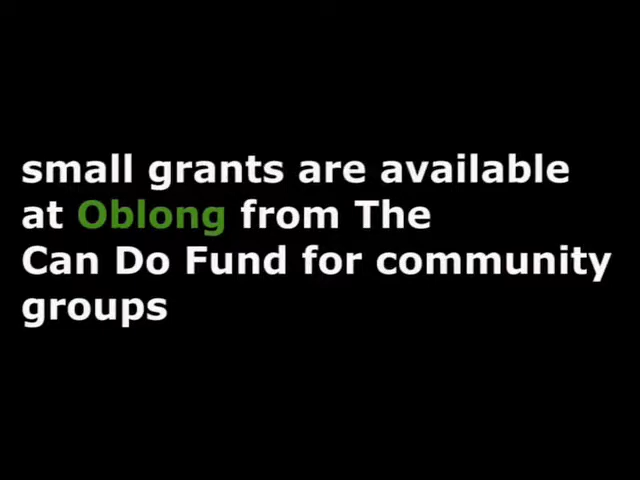 small grants are available
at Oblong from The
Can Do Fund for community
groups